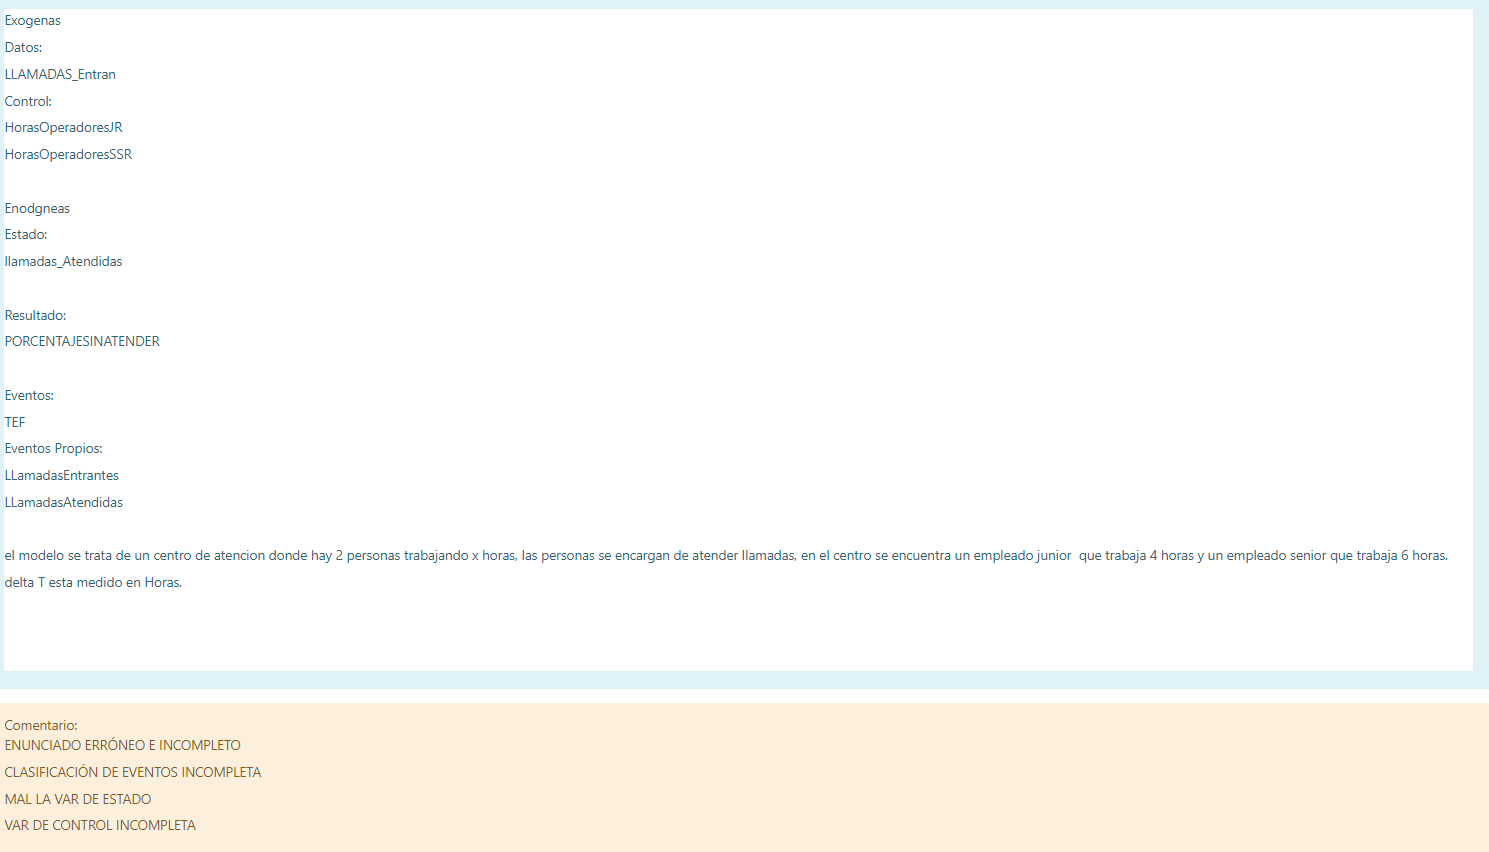 Exogenas
Datos:
LLAMADAS_Entran
Control:
HorasOperadoresJR
HorasOperadoresSSR
Enodgneas
Estado:
llamadas_Atendidas
Resultado:
PORCENTAJESINATENDER
Eventos:
TEF
Eventos Propios:
LLamadasEntrantes
LLamadasAtendidas
el modelo se trata de un centro de atencion donde hay 2 personas trabajando x horas, las personas se encargan de atender llamadas, en el centro se encuentra un empleado junior  que trabaja 4 horas y un empleado senior que trabaja 6 horas.
delta T esta medido en Horas.
Comentario:
ENUNCIADO ERRÓNEO E INCOMPLETO
CLASIFICACIÓN DE EVENTOS INCOMPLETA
MAL LA VAR DE ESTADO
VAR DE CONTROL INCOMPLETA